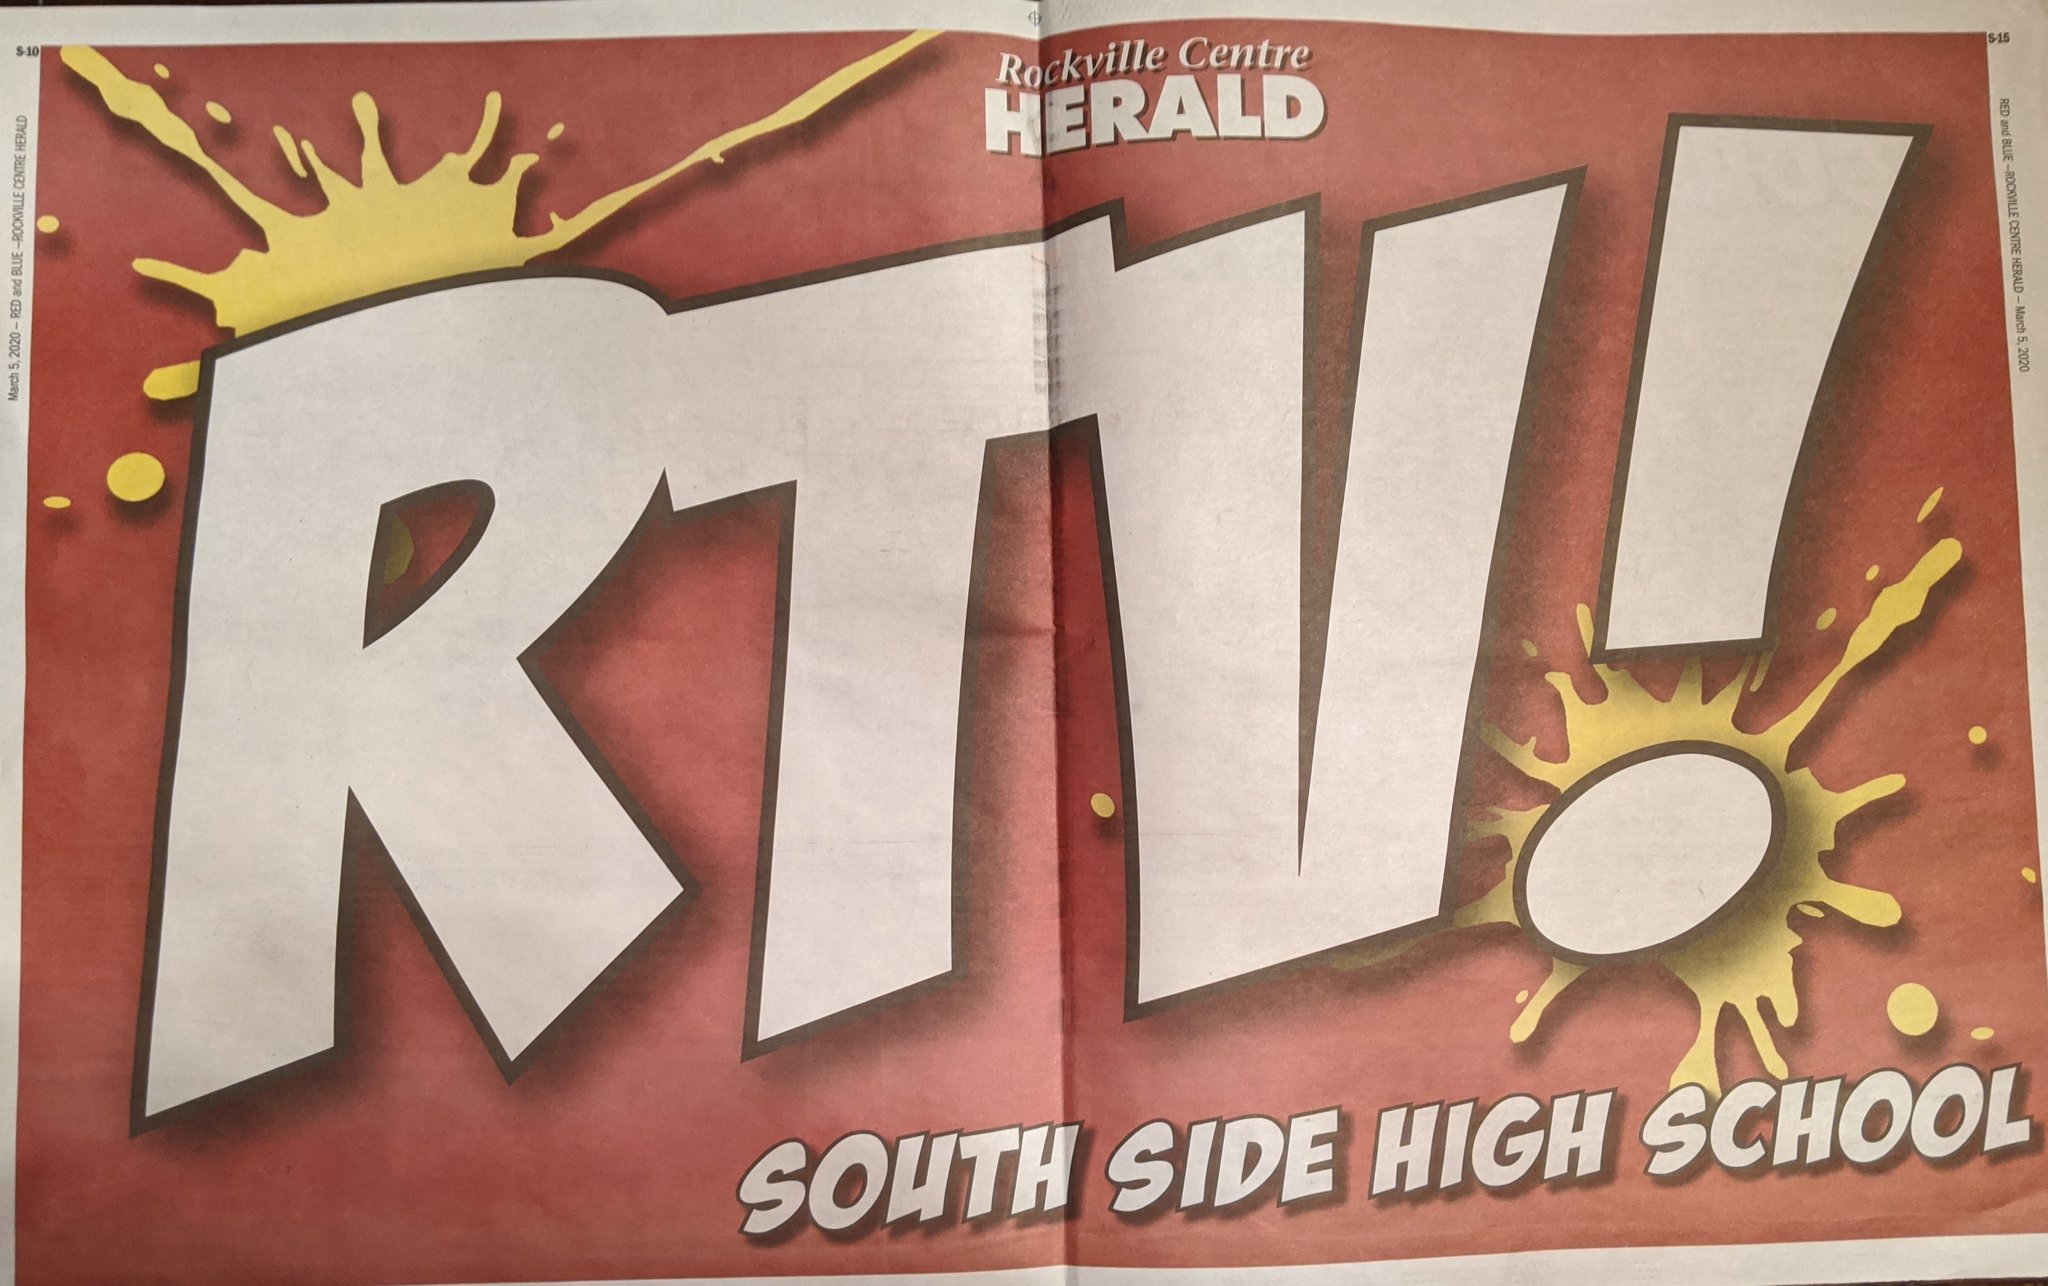 S-10
S-15
March 5, 2020 — RED and BLUE —ROCKVILLE CENTRE HERALD
Rockville Centre
HERALD
RED and BLUE —ROCKVILLE CENTRE HERALD — March 5, 2020
RTV!
SOUTH SIDE HIGH SCHOOL